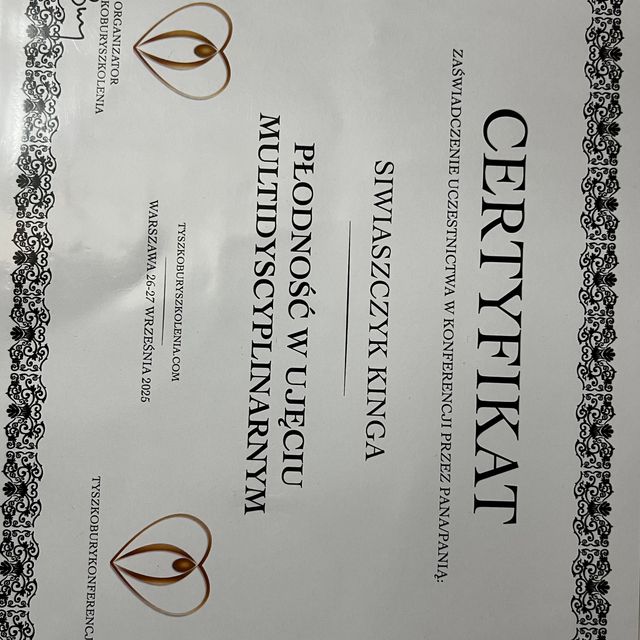 CERTYFIKAT
ZAŚWIADCZENIE UCZESTNICTWA W KONFERENCJI PRZEZ PANA/PANIĄ:
SIWIASZCZYK KINGA
PŁODNOŚĆ W UJĘCIU
MULTIDYSCYPLINARNYM
TYSZKOBURYSZKOLENIA.COM
WARSZAWA 26-27 WRZEŚNIA 2025
ORGANIZATOR
KOBURYSZKOLENIA
TYSZKOBURYKONFERENCJ